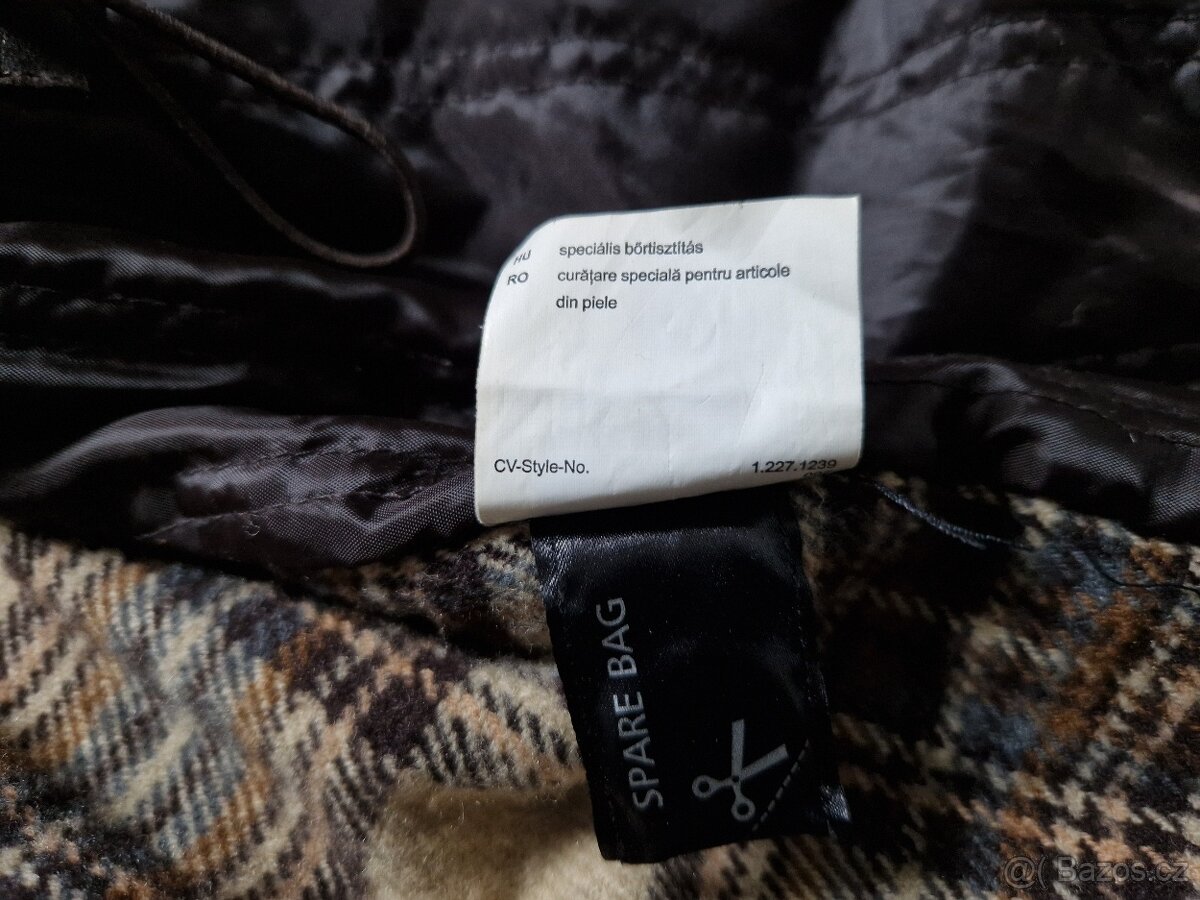 HU speciális bőrtisztítás
RO curățare specială pentru articole
din piele
CV-Style-No. 1.227.1239
SPARE BAG
@( Bazos.cz